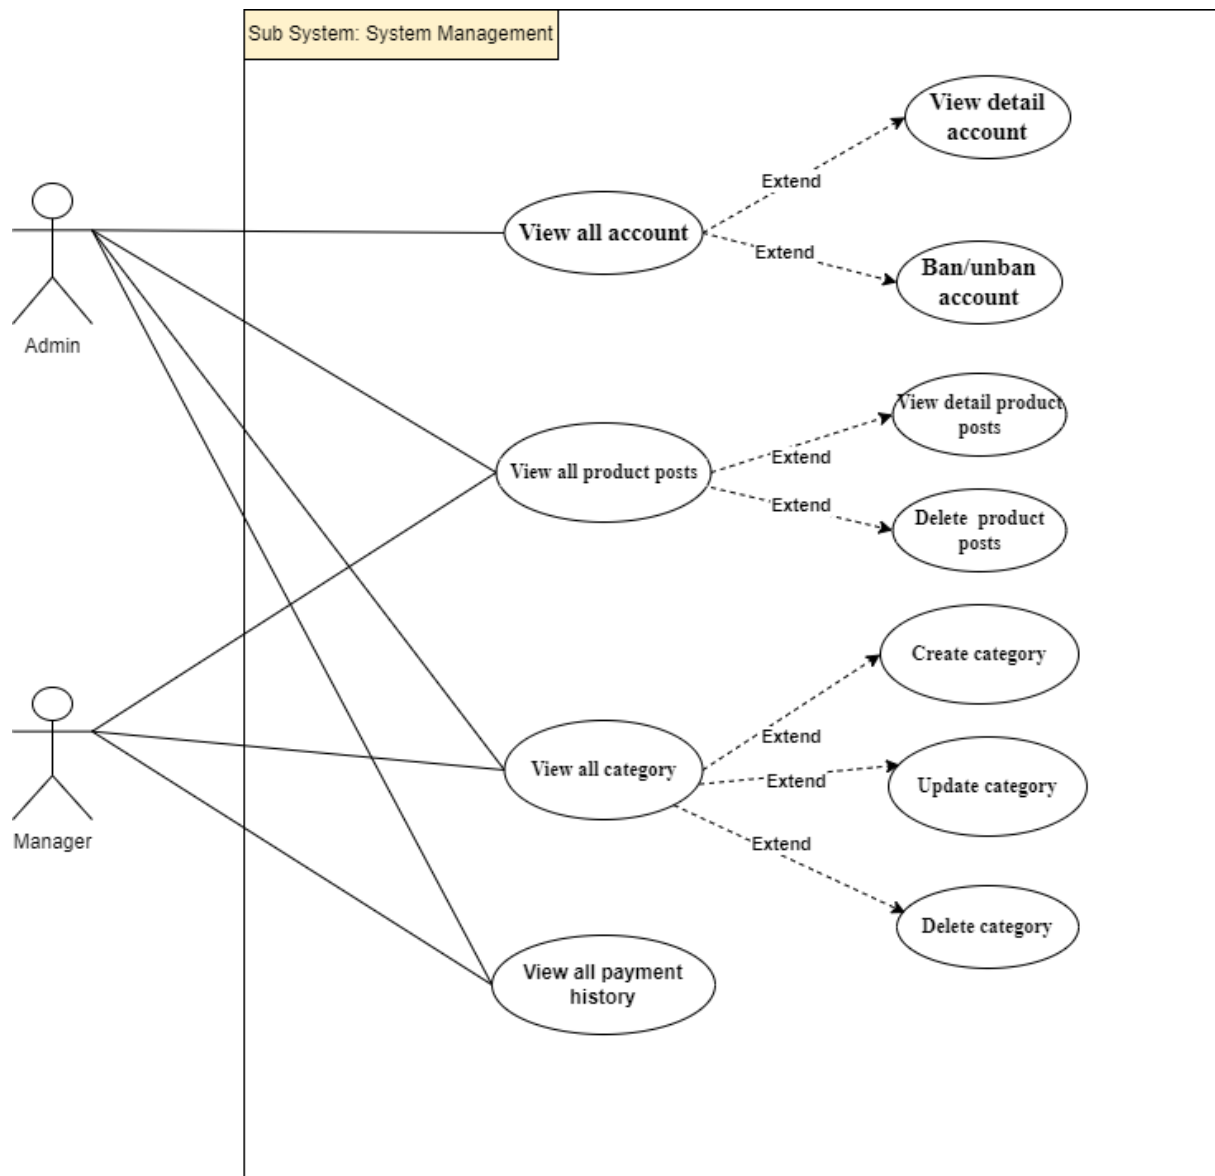 Sub System: System Management
View detail
account
Extend
View all account
Extend
Ban/unban
account
Admin
View detail product
posts
Extend
View all product posts
Extend
Delete product
posts
Create category
Extend
View all category
Extend
Update category
Manager
Extend
Delete category
View all payment
history